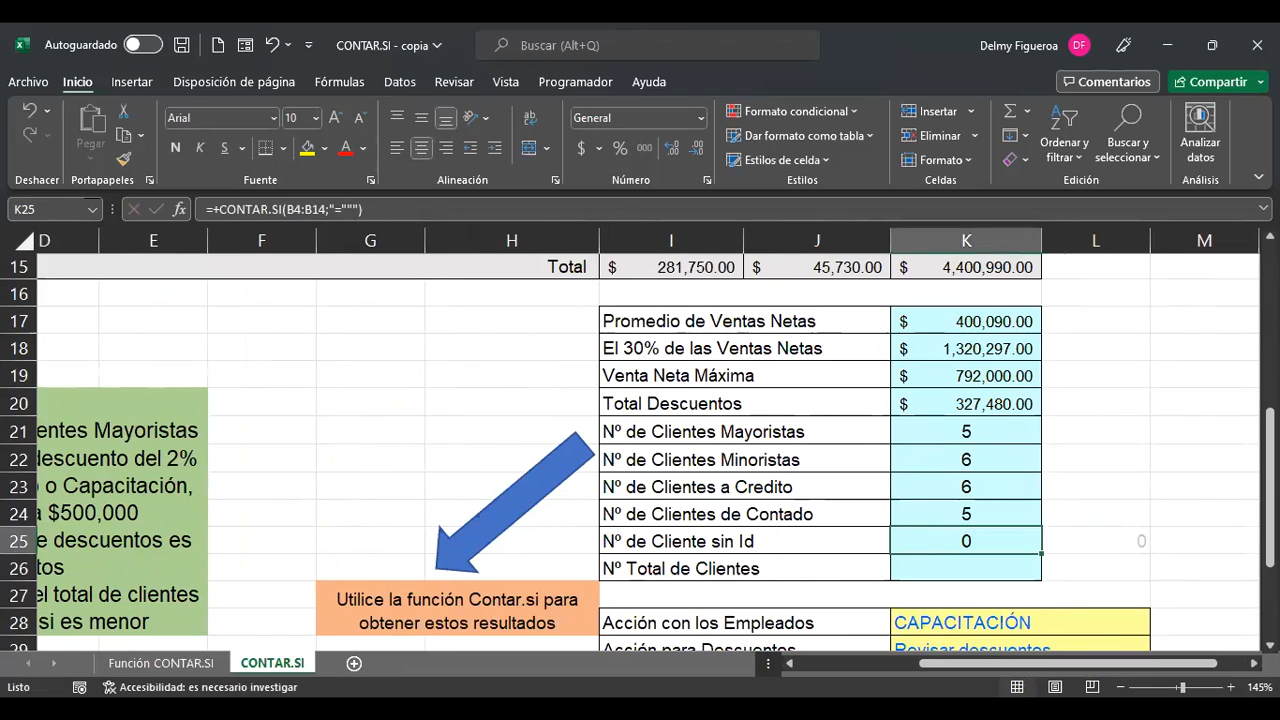 Autoguardado CONTAR.SI - copia Buscar (Alt+Q) Delmy Figueroa DF
Archivo Inicio Insertar Disposición de página Fórmulas Datos Revisar Vista Programador Ayuda Comentarios Compartir
Pegar
Arial 10
N K S
General
$ % 000
Formato condicional
Dar formato como tabla
Estilos de celda
Insertar
Eliminar
Formato
Ordenar y filtrar
Buscar y seleccionar
Analizar datos
Deshacer Portapapeles Fuente Alineación Número Estilos Celdas Edición Análisis
K25 fx =+CONTAR.SI(B4:B14;"=""")
D E F G H I J K L M
15 Total $ 281,750.00 $ 45,730.00 $ 4,400,990.00
16
17 Promedio de Ventas Netas $ 400,090.00
18 El 30% de las Ventas Netas $ 1,320,297.00
19 Venta Neta Máxima $ 792,000.00
20 Total Descuentos $ 327,480.00
21 entes Mayoristas Nº de Clientes Mayoristas 5
22 descuento del 2% Nº de Clientes Minoristas 6
23 o o Capacitación, Nº de Clientes a Credito 6
24 a $500,000 Nº de Clientes de Contado 5
25 e descuentos es Nº de Cliente sin Id 0 0
26 tos Nº Total de Clientes
27 el total de clientes Utilice la función Contar.si para
28 si es menor obtener estos resultados Acción con los Empleados CAPACITACIÓN
29 Acción para Descuentos Revisar descuentos
Función CONTAR.SI CONTAR.SI
Listo Accesibilidad: es necesario investigar 145%